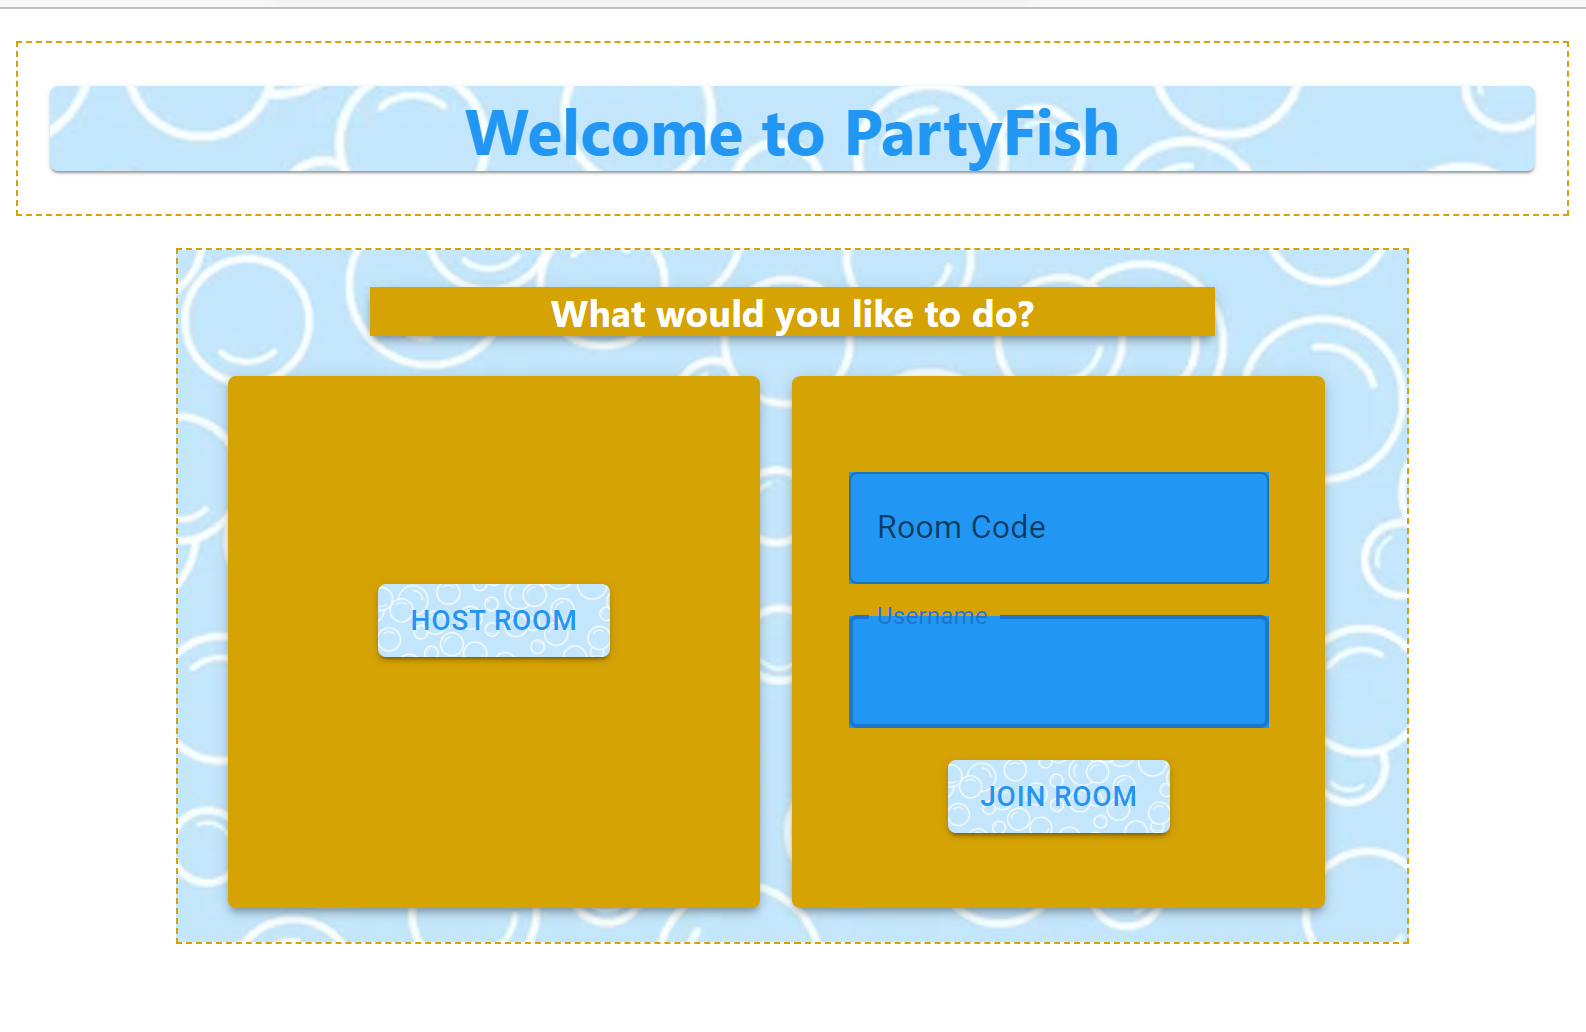 Welcome to PartyFish
What would you like to do?
HOST ROOM
Room Code
Username
JOIN ROOM